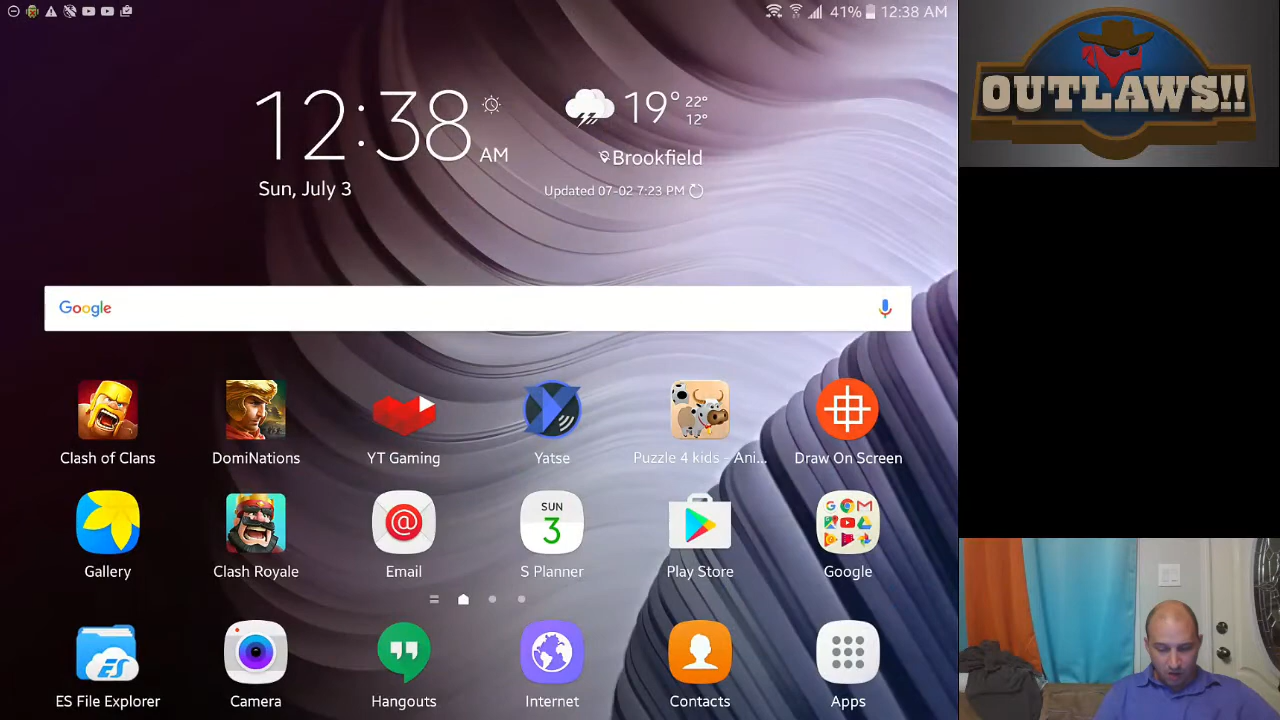 41% 12:38 AM
12:38 AM
Sun, July 3
19° 22° 12°
Brookfield
Updated 07-02 7:23 PM
OUTLAWS!!
Google
Clash of Clans
DomiNations
YT Gaming
Yatse
Puzzle 4 kids - Ani...
Draw On Screen
SUN
3
Gallery
Clash Royale
Email
S Planner
Play Store
Google
ES
ES File Explorer
Camera
Hangouts
Internet
Contacts
Apps